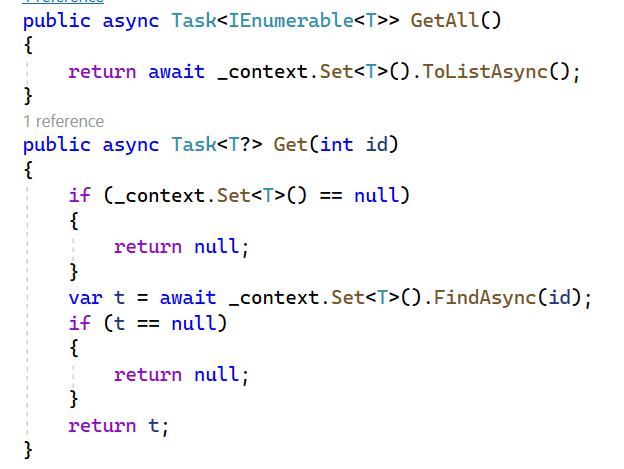 public async Task<IEnumerable<T>> GetAll()
{
    return await _context.Set<T>().ToListAsync();
}
1 reference
public async Task<T?> Get(int id)
{
    if (_context.Set<T>() == null)
    {
        return null;
    }
    var t = await _context.Set<T>().FindAsync(id);
    if (t == null)
    {
        return null;
    }
    return t;
}